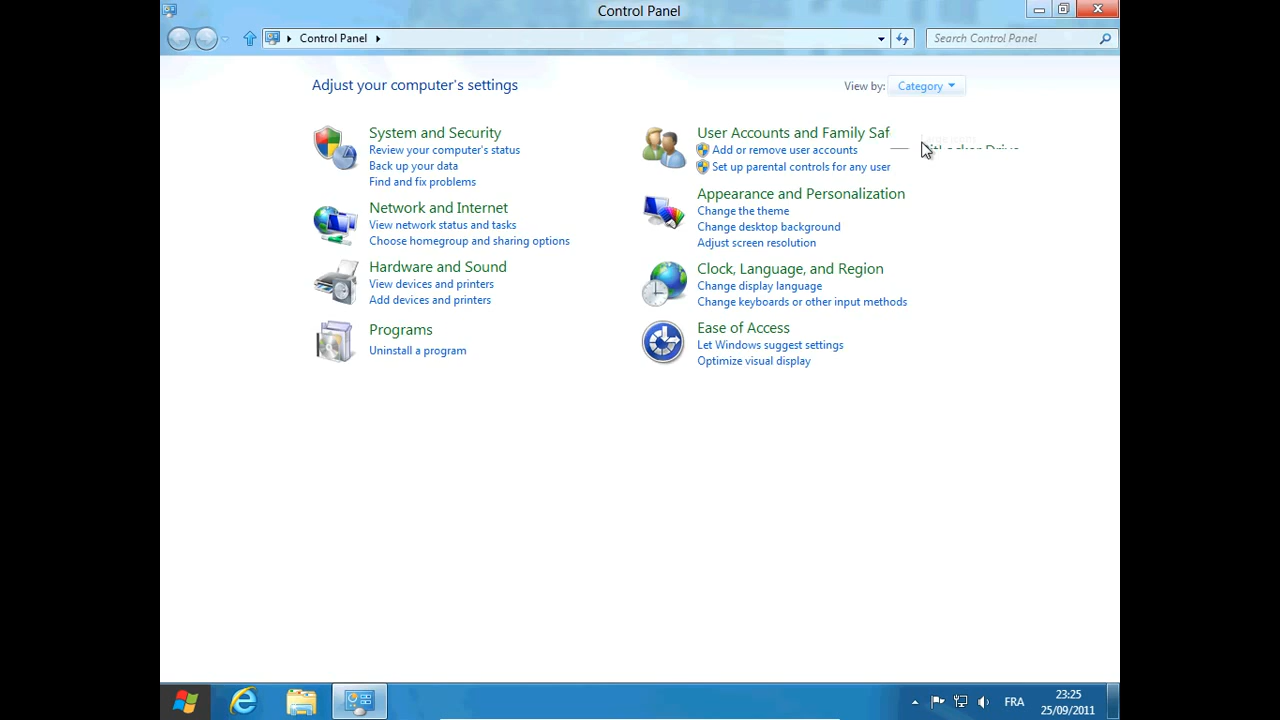 Control Panel
Control Panel
Search Control Panel
Adjust your computer's settings
View by: Category
System and Security
Review your computer's status
Back up your data
Find and fix problems
Network and Internet
View network status and tasks
Choose homegroup and sharing options
Hardware and Sound
View devices and printers
Add devices and printers
Programs
Uninstall a program
User Accounts and Family Saf
Add or remove user accounts
Set up parental controls for any user
Appearance and Personalization
Change the theme
Change desktop background
Adjust screen resolution
Clock, Language, and Region
Change display language
Change keyboards or other input methods
Ease of Access
Let Windows suggest settings
Optimize visual display
FRA
23:25
25/09/2011